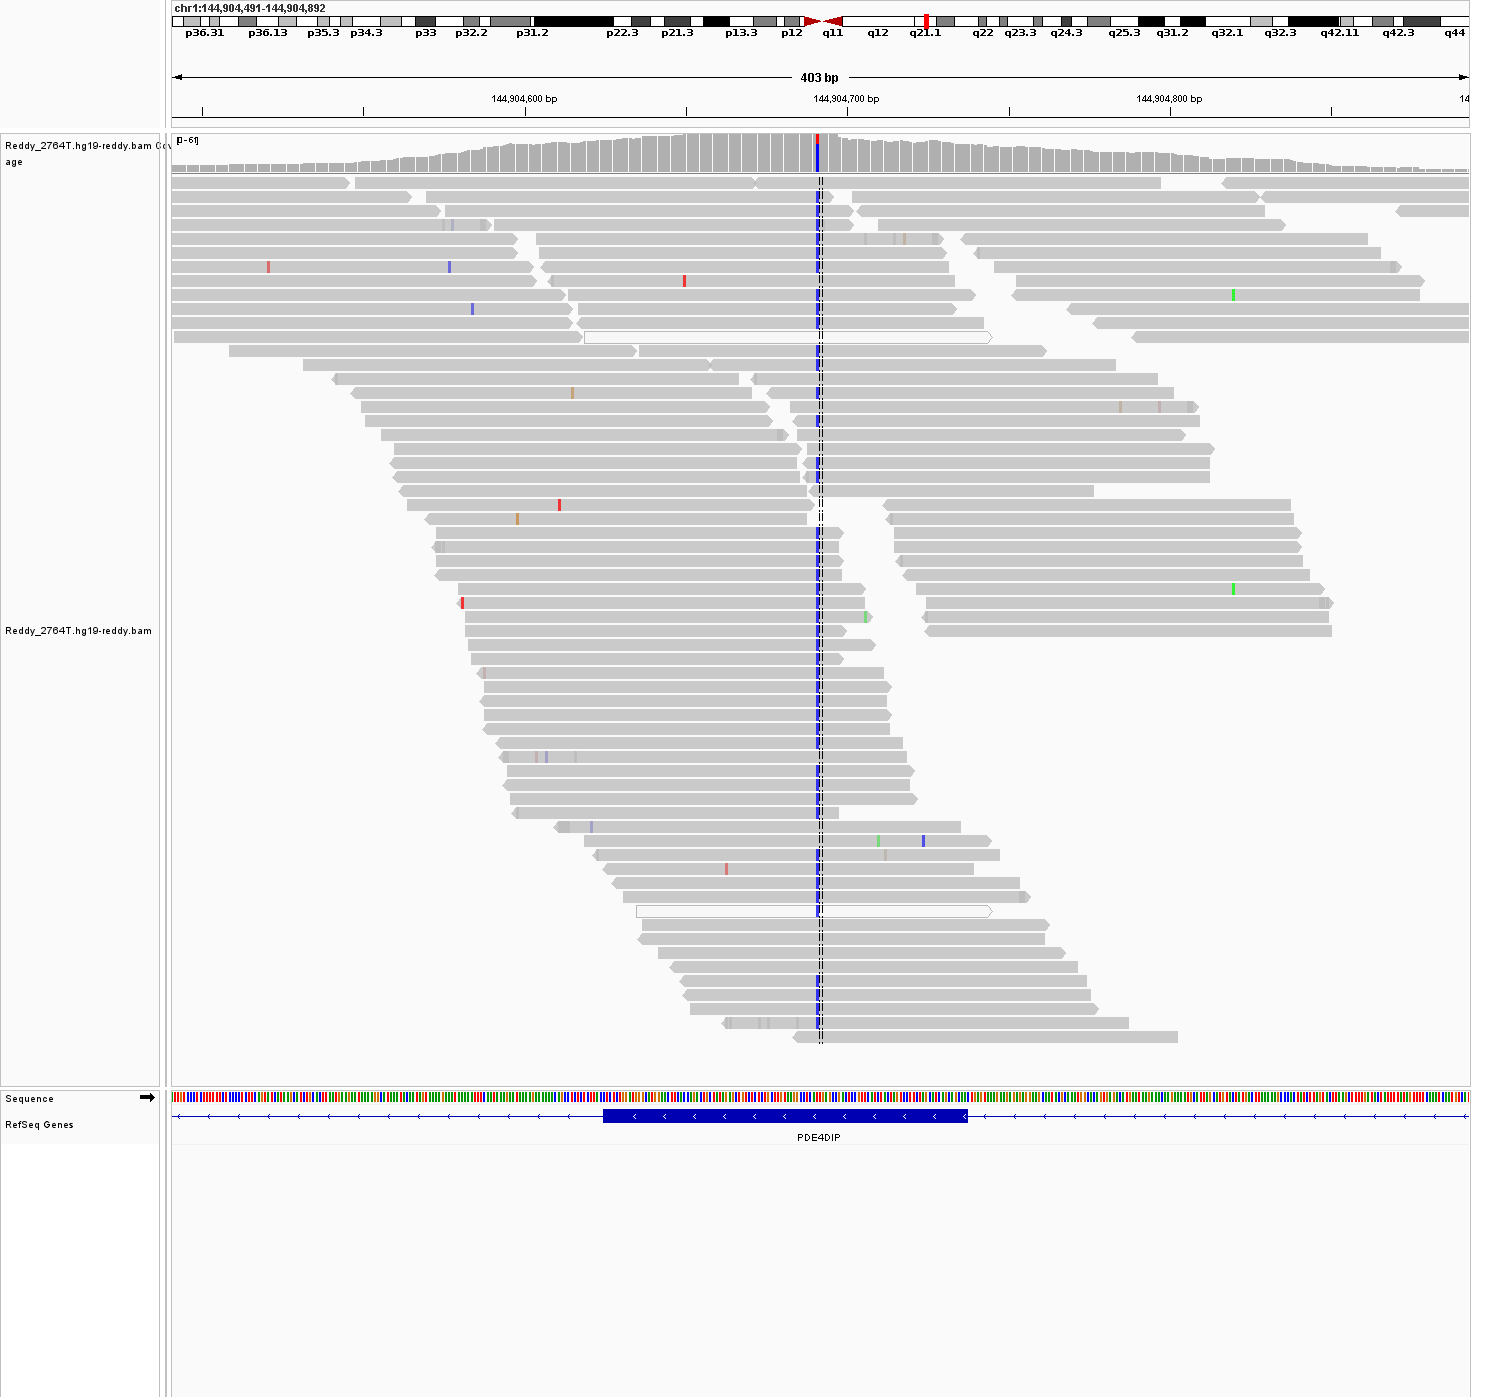 chr1:144,904,491-144,904,892
p36.31 p36.13 p35.3 p34.3 p33 p32.2 p31.2 p22.3 p21.3 p13.3 p12 q11 q12 q21.1 q22 q23.3 q24.3 q25.3 q31.2 q32.1 q32.3 q42.11 q42.3 q44
403 bp
144,904,600 bp 144,904,700 bp 144,904,800 bp 14
Reddy_2764T.hg19-reddy.bam Cov
age
[0-61]
Reddy_2764T.hg19-reddy.bam
Sequence
RefSeq Genes
PDE4DIP